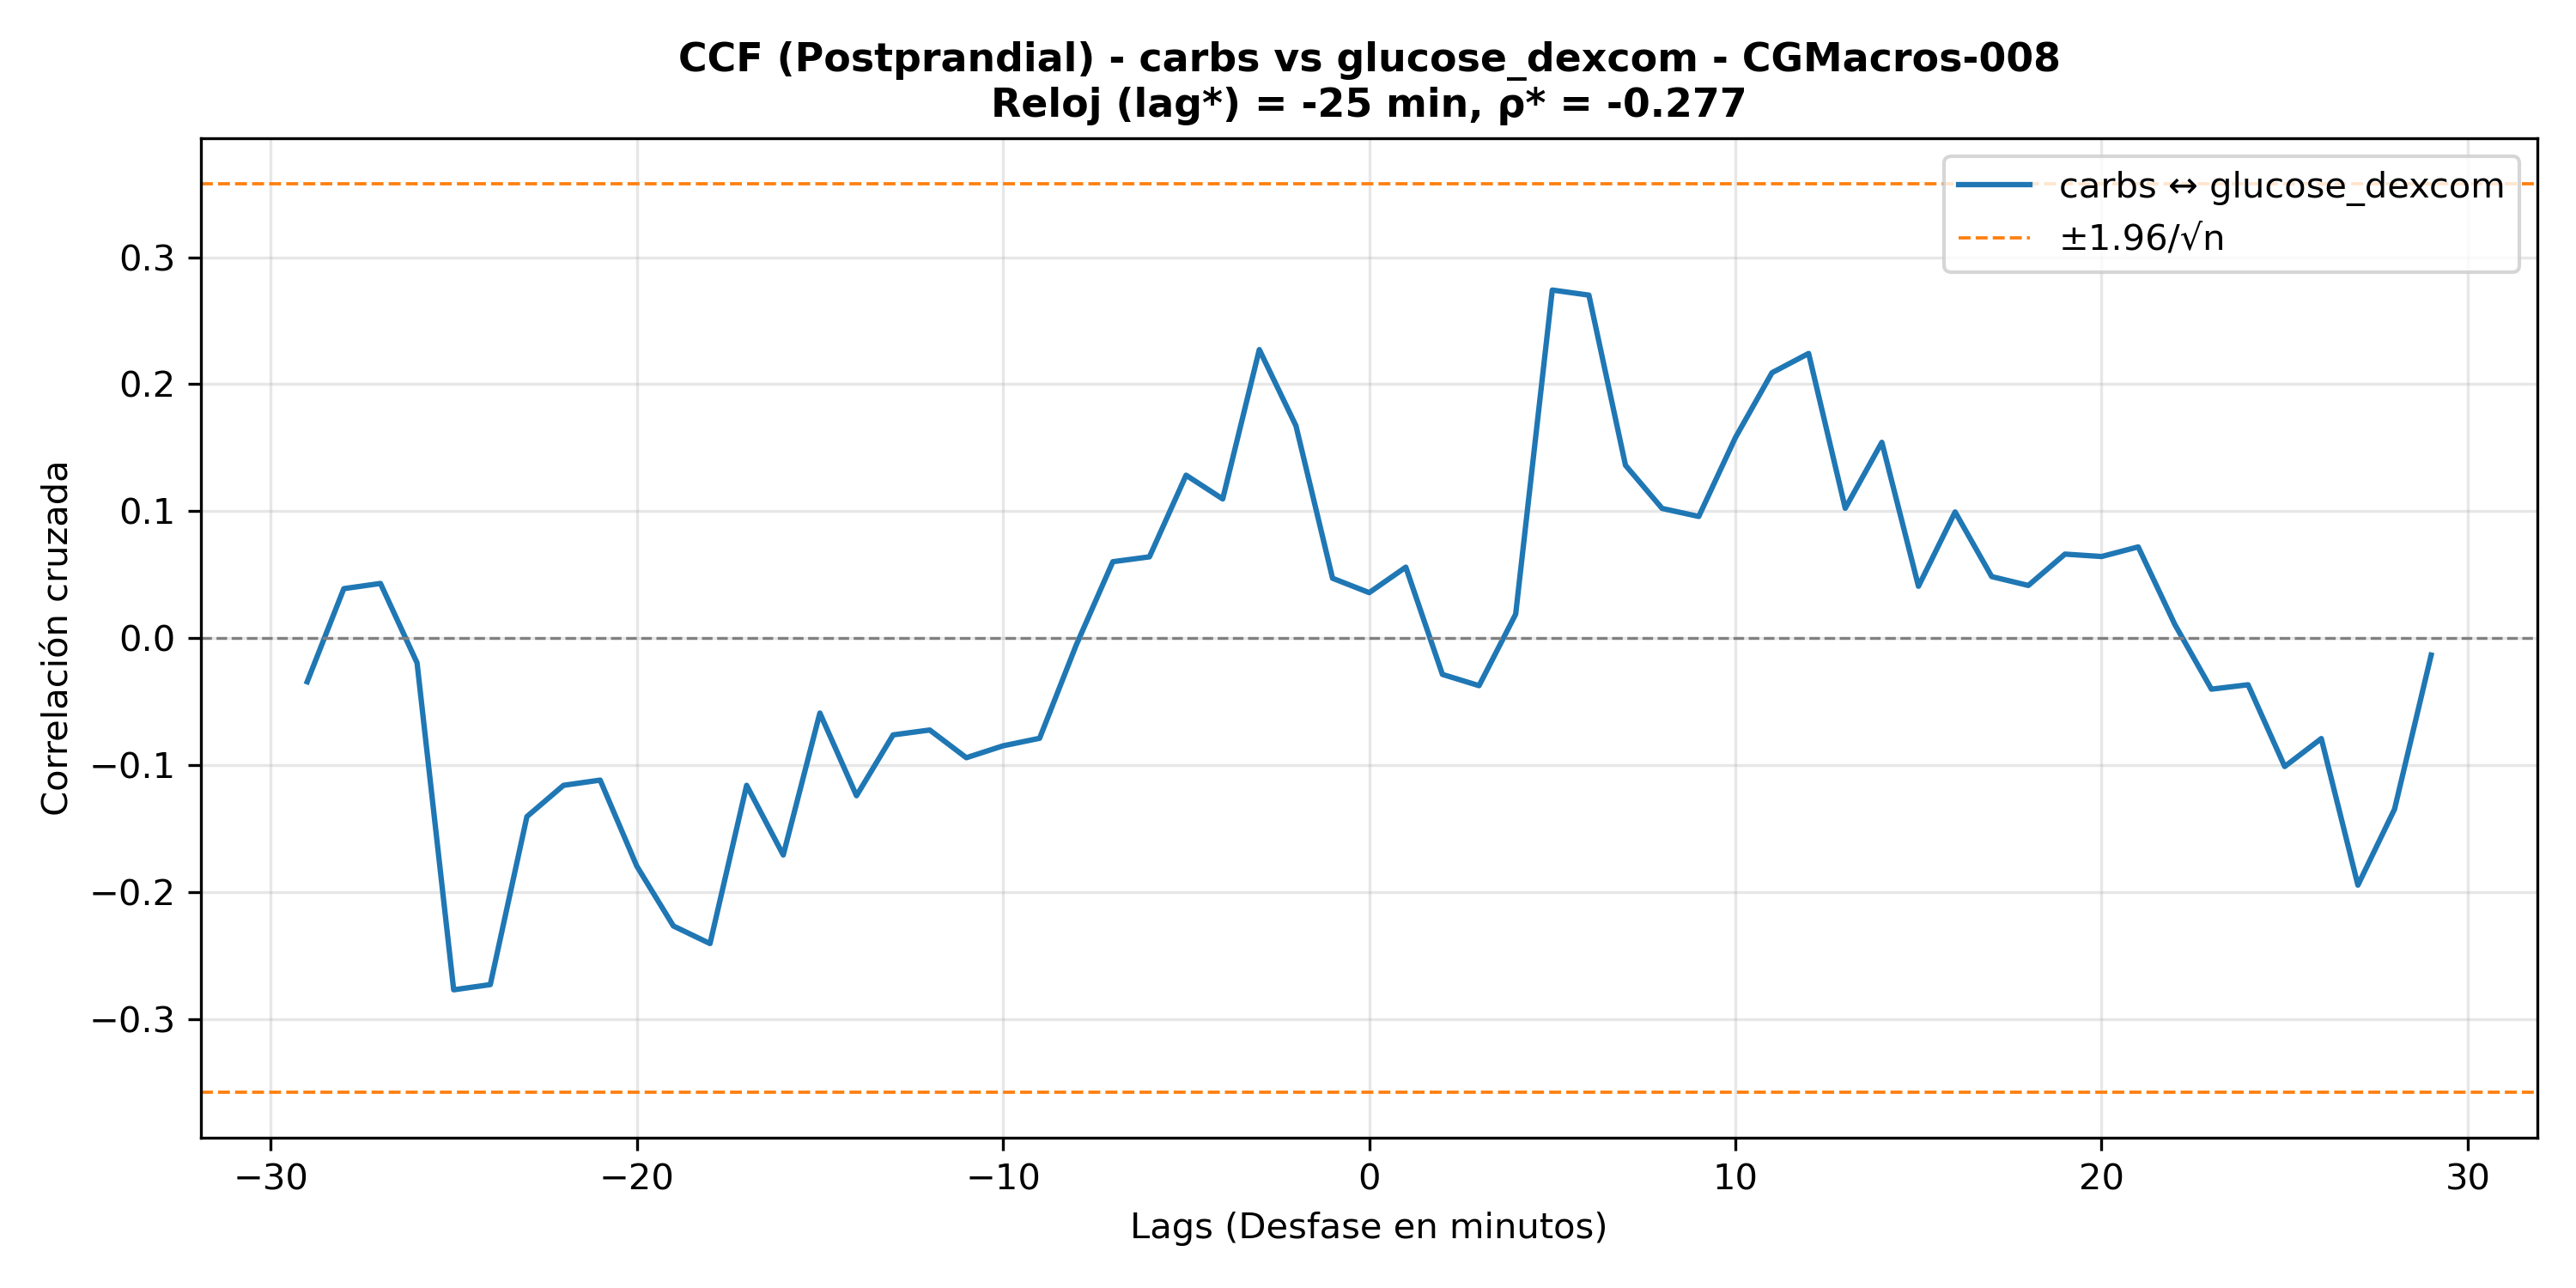 CCF (Postprandial) - carbs vs glucose_dexcom - CGMacros-008
Reloj (lag*) = -25 min, ρ* = -0.277
carbs ↔ glucose_dexcom
±1.96/√n
0.3
0.2
0.1
0.0
−0.1
−0.2
−0.3
Correlación cruzada
−30
−20
−10
0
10
20
30
Lags (Desfase en minutos)